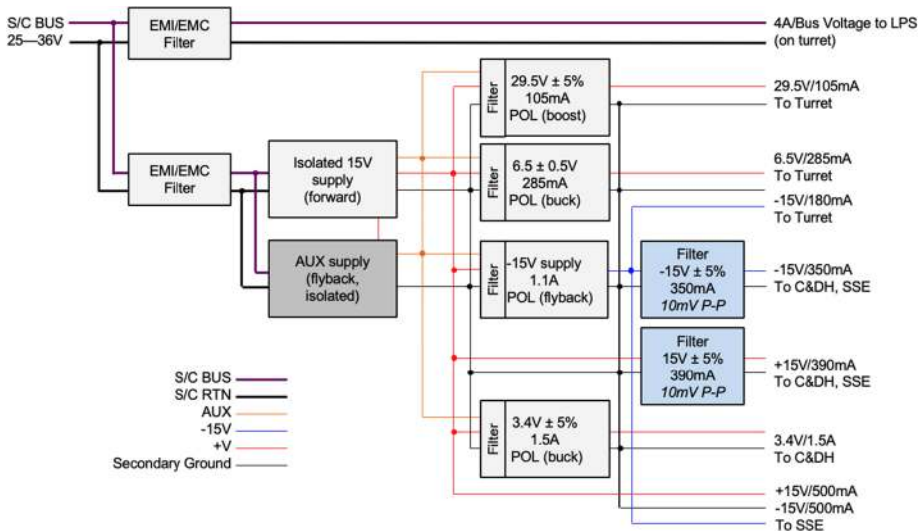 S/C BUS
25—36V
EMI/EMC
Filter
4A/Bus Voltage to LPS
(on turret)
Filter
29.5V ± 5%
105mA
POL (boost)
29.5V/105mA
To Turret
EMI/EMC
Filter
Isolated 15V
supply
(forward)
Filter
6.5 ± 0.5V
285mA
POL (buck)
6.5V/285mA
To Turret
-15V/180mA
To Turret
AUX supply
(flyback,
isolated)
Filter
-15V supply
1.1A
POL (flyback)
Filter
-15V ± 5%
350mA
10mV P-P
-15V/350mA
To C&DH, SSE
Filter
15V ± 5%
390mA
10mV P-P
+15V/390mA
To C&DH, SSE
S/C BUS
S/C RTN
AUX
-15V
+V
Secondary Ground
Filter
3.4V ± 5%
1.5A
POL (buck)
3.4V/1.5A
To C&DH
+15V/500mA
-15V/500mA
To SSE